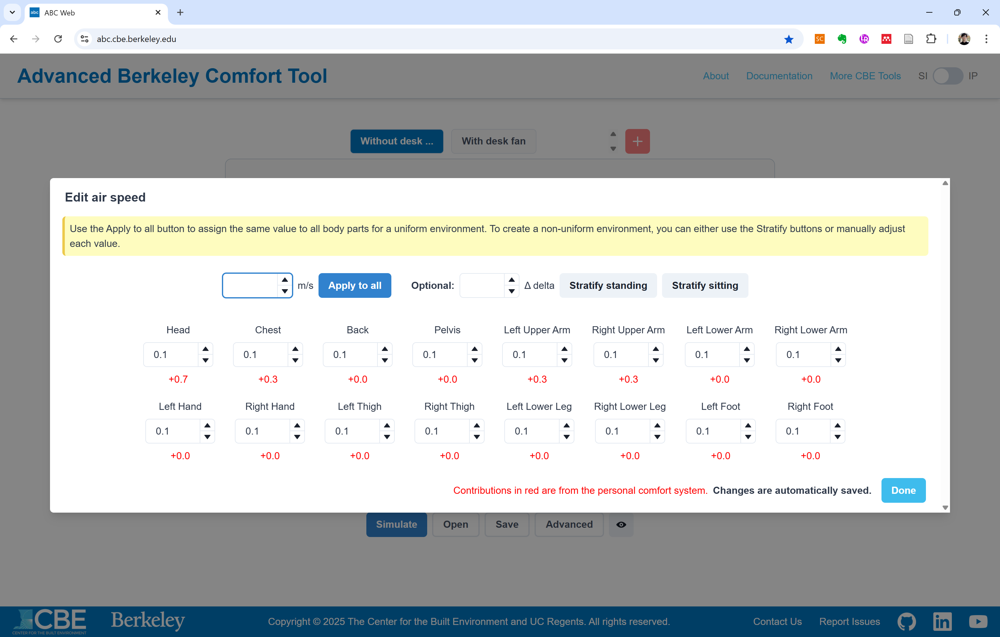 abc
ABC Web
abc.cbe.berkeley.edu
SC
Advanced Berkeley Comfort Tool
About
Documentation
More CBE Tools
SI
IP
Without desk ...
With desk fan
Edit air speed
Use the Apply to all button to assign the same value to all body parts for a uniform environment. To create a non-uniform environment, you can either use the Stratify buttons or manually adjust
each value.
m/s
Apply to all
Optional:
Δ delta
Stratify standing
Stratify sitting
Head Chest Back Pelvis Left Upper Arm Right Upper Arm Left Lower Arm Right Lower Arm
0.1 0.1 0.1 0.1 0.1 0.1 0.1 0.1
+0.7 +0.3 +0.0 +0.0 +0.3 +0.3 +0.0 +0.0
Left Hand Right Hand Left Thigh Right Thigh Left Lower Leg Right Lower Leg Left Foot Right Foot
0.1 0.1 0.1 0.1 0.1 0.1 0.1 0.1
+0.0 +0.0 +0.0 +0.0 +0.0 +0.0 +0.0 +0.0
Contributions in red are from the personal comfort system. Changes are automatically saved.
Done
Simulate
Open
Save
Advanced
CBE
CENTER FOR THE BUILT ENVIRONMENT
Berkeley
Copyright © 2025 The Center for the Built Environment and UC Regents. All rights reserved.
Contact Us
Report Issues
in